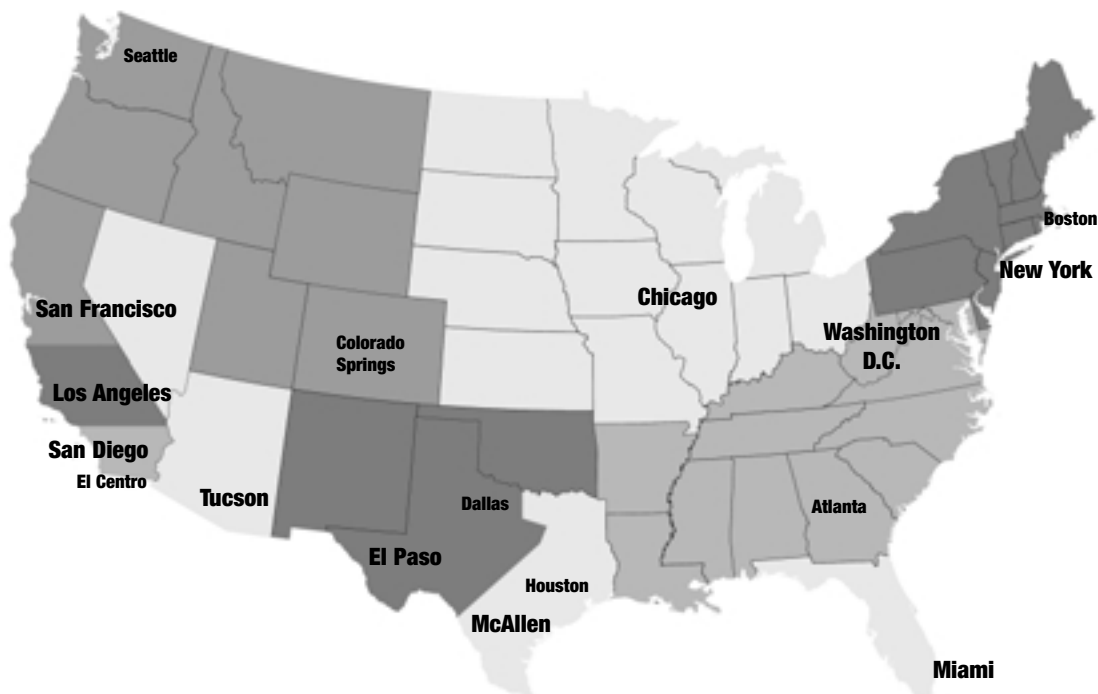 Seattle
Boston
New York
San Francisco
Chicago
Washington
D.C.
Colorado
Springs
Los Angeles
San Diego
El Centro
Tucson
Dallas
Atlanta
El Paso
Houston
McAllen
Miami